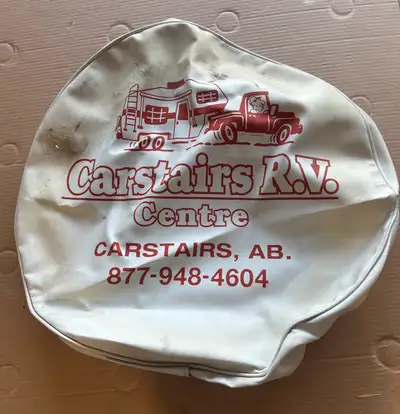 Carstairs R.V.
Centre
CARSTAIRS, AB.
877-948-4604